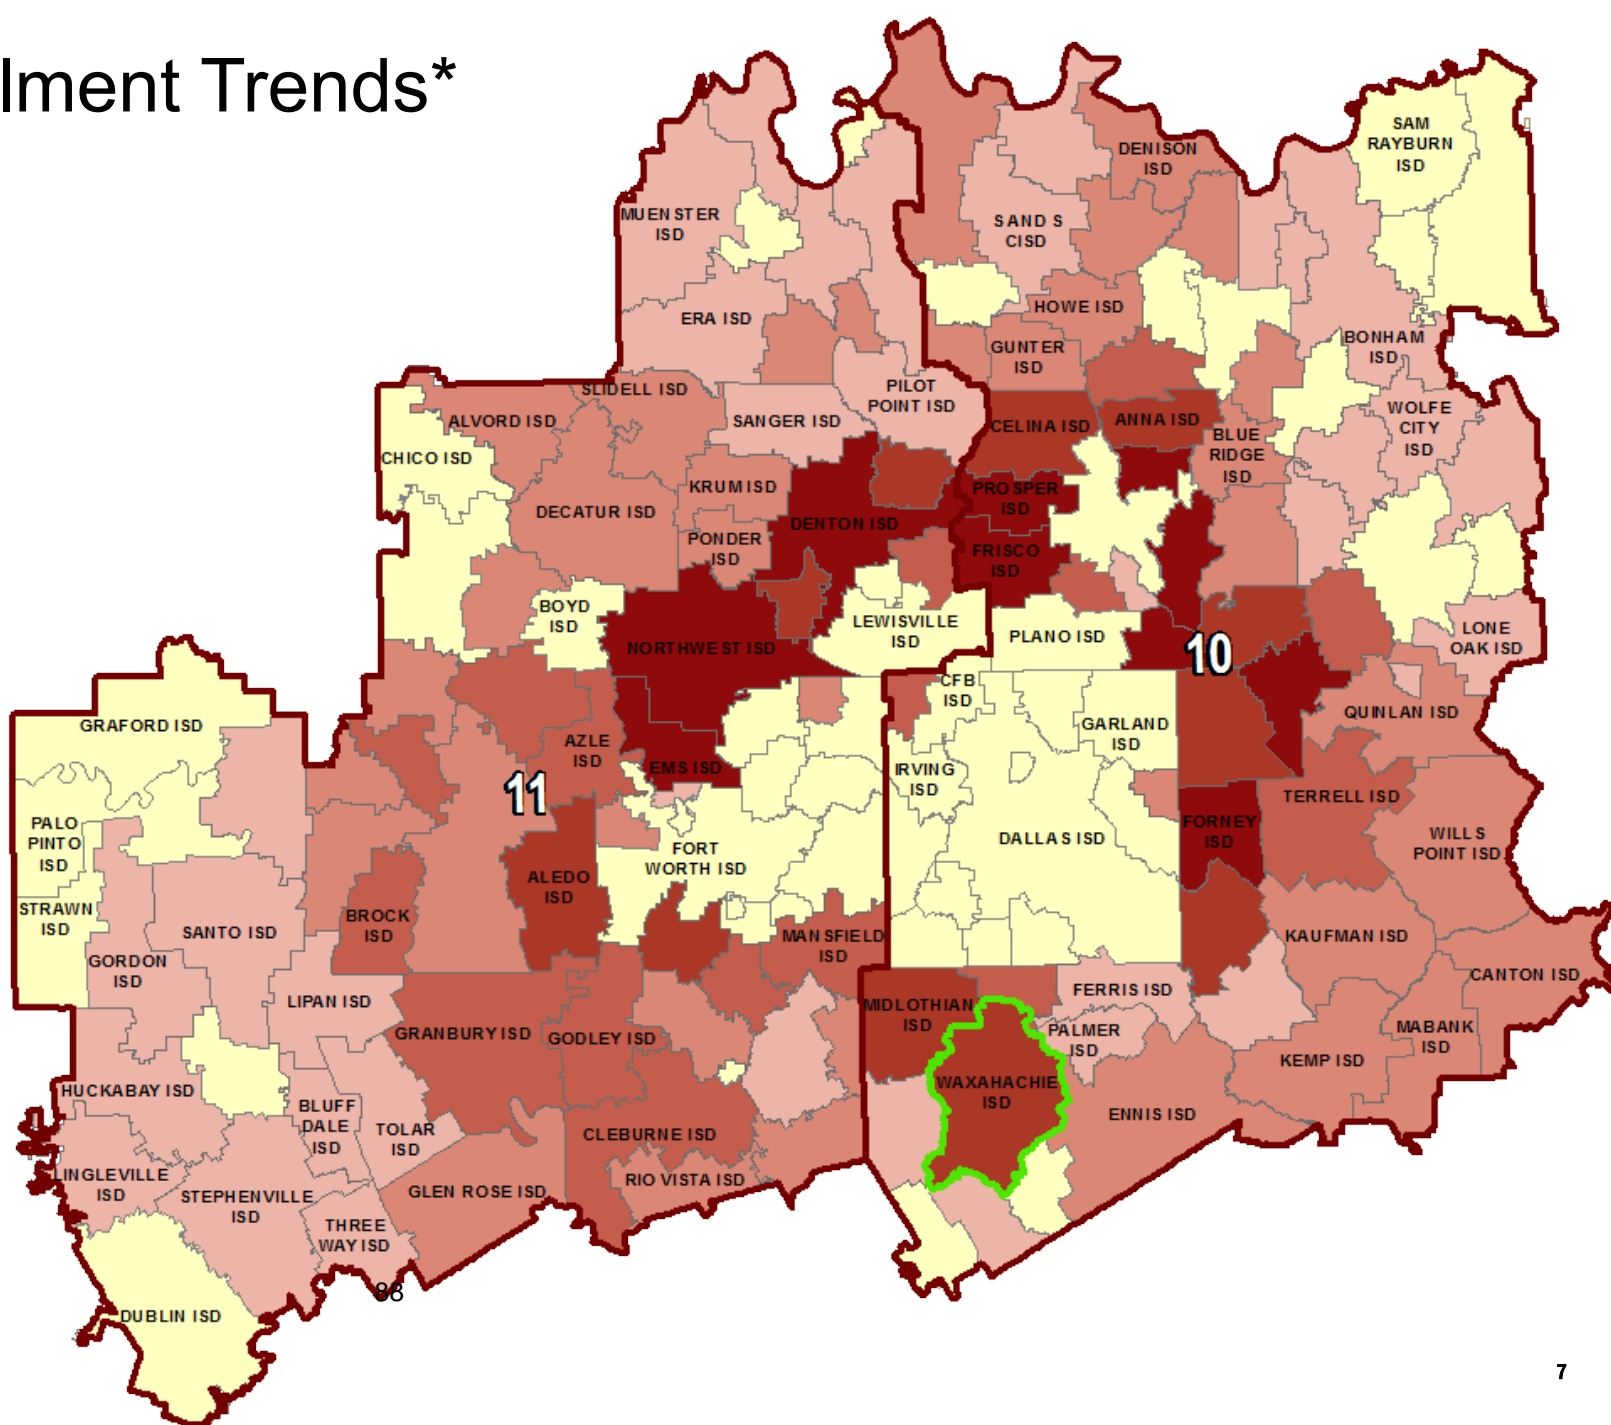 lment Trends*
SAM
RAYBURN
ISD
DENISON
ISD
MUENSTER
ISD
SAND S
CISD
ERA ISD
HOWE ISD
GUNTER
ISD
BONHAM
ISD
SLIDELL ISD
PILOT
POINT ISD
ALVORD ISD
SANGER ISD
CELINA ISD
ANNA ISD
WOLFE
CITY
ISD
BLUE
RIDGE
ISD
CHICO ISD
KRUM ISD
PROSPER
ISD
DECATUR ISD
DENTON ISD
PONDER
ISD
FRISCO
ISD
BOYD
ISD
LEWISVILLE
ISD
PLANO ISD
LONE
OAK ISD
NORTHWEST ISD
10
CFB
ISD
GRAFORD ISD
GARLAND
ISD
QUINLAN ISD
AZLE
ISD
EMS ISD
IRVING
ISD
11
TERRELL ISD
PALO
PINTO
ISD
FORNEY
ISD
DALLAS ISD
WILLS
POINT ISD
FORT
WORTH ISD
ALEDO
ISD
STRAWN
ISD
BROCK
ISD
SANTO ISD
MANSFIELD
ISD
KAUFMAN ISD
GORDON
ISD
CANTON ISD
LIPAN ISD
FERRIS ISD
MIDLOTHIAN
ISD
GRANBURY ISD
GODLEY ISD
PALMER
ISD
MABANK
ISD
KEMP ISD
HUCKABAY ISD
WAXAHACHIE
ISD
BLUFF
DALE
ISD
ENNIS ISD
TOLAR
ISD
CLEBURNE ISD
LINGLEVILLE
ISD
RIO VISTA ISD
STEPHENVILLE
ISD
GLEN ROSE ISD
THREE
WAY ISD
88
DUBLIN ISD
7